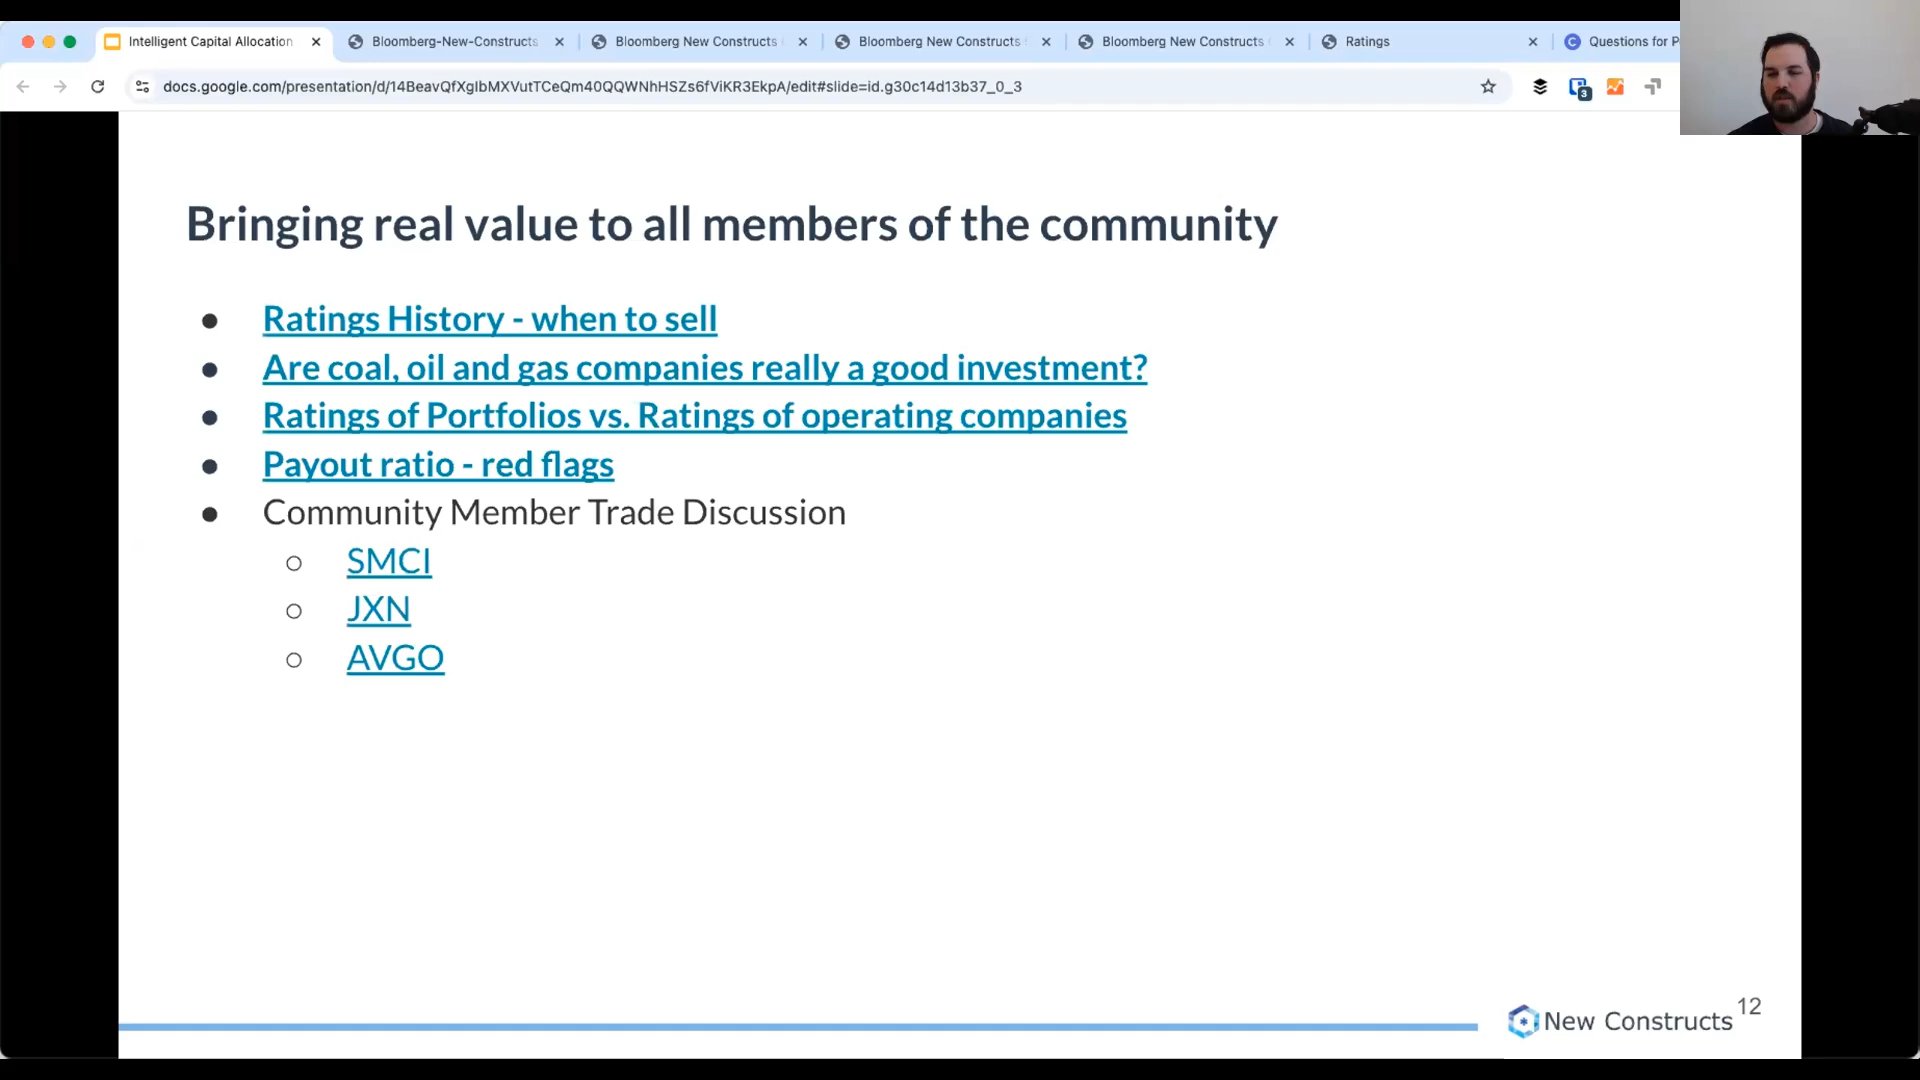 Intelligent Capital Allocation
Bloomberg-New-Constructs
Bloomberg New Constructs
Bloomberg New Constructs
Bloomberg New Constructs
Ratings
Questions for P
docs.google.com/presentation/d/14BeavQfXgIbMXVutTCeQm40QQWNhHSZs6fViKR3EkpA/edit#slide=id.g30c14d13b37_0_3
3
Bringing real value to all members of the community
● Ratings History - when to sell
● Are coal, oil and gas companies really a good investment?
● Ratings of Portfolios vs. Ratings of operating companies
● Payout ratio - red flags
● Community Member Trade Discussion
○ SMCI
○ JXN
○ AVGO
New Constructs
12